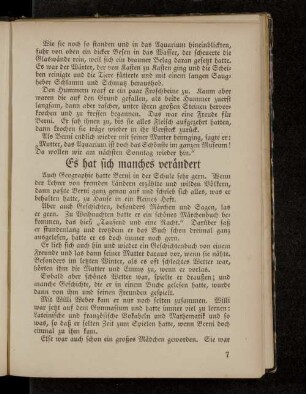 Wie sie noch so standen und in das Aquarium hineinblickten,
fuhr von oben ein dicker Besen in das Wasser, der scheuerte die
Glaswände rein, weil sich ein brauner Belag darauf gesetzt hatte.
Es war der Wärter, der von Kasten zu Kasten ging und die Schei-
ben reinigte und die Tiere fütterte und mit einem langen Saug-
heber Schlamm und Schmutz herausholte.
Den Hummern warf er ein paar Froschbeine zu. Kaum aber
waren die auf den Grund gefallen, als beide Hummer zuerst
langsam, dann aber rasch, unter ihren großen Steinen hervor-
krochen und zu fressen begannen. Das war eine Freude für
Berni. Er sah ihnen zu, bis sie alles Fleisch aufgezehrt hatten,
dann krochen sie träge wieder in ihr Versteck zurück.
Als Berni endlich wieder mit seiner Mutter heimging, sagte er:
„Mutter, das Aquarium ist doch das Schönste im ganzen Museum!
Da wollen wir am nächsten Sonntag wieder hin.“
Es hat sich manches verändert
Auch Geographie hatte Berni in der Schule sehr gern. Wenn
der Lehrer von fremden Ländern erzählte und wilden Völkern,
dann paßte Berni ganz genau auf und schrieb sich alles, was er
behalten hatte, zu Hause in ein kleines Heft.
Aber auch Geschichten, besonders Märchen und Sagen, las
er gern. Zu Weihnachten hatte er ein schönes Märchenbuch be-
kommen, das hieß „Tausend und eine Nacht“. Darüber saß
er stundenlang und trotzdem er das Buch schon dreimal ganz
gelesen hatte, hatte er es doch immer noch gern.
Er lieh sich auch hin und wieder ein Geschichtenbuch von einem
Freunde und las dann seiner Mutter daraus vor, wenn sie nähte.
Besonders im letzten Winter, als es oft schlechtes Wetter war,
hörten ihm die Mutter und Emmy zu, wenn er vorlas.
Sobald aber schönes Wetter war, spielte er draußen; und
manche Geschichte, die er in einem Buche gelesen hatte, wurde
dann von ihm und seinen Freunden gespielt.
Mit Willi Weber kam er nur noch selten zusammen. Willi
war jetzt auf dem Gymnasium und hatte immer viel zu lernen:
lateinische und französische Vokabeln und Mathematik und so
was, so daß er selten Zeit zum Spielen hatte, wenn Berni doch
einmal zu ihm kam.
Else war auch schon ein großes Mädchen geworden. Sie war
7